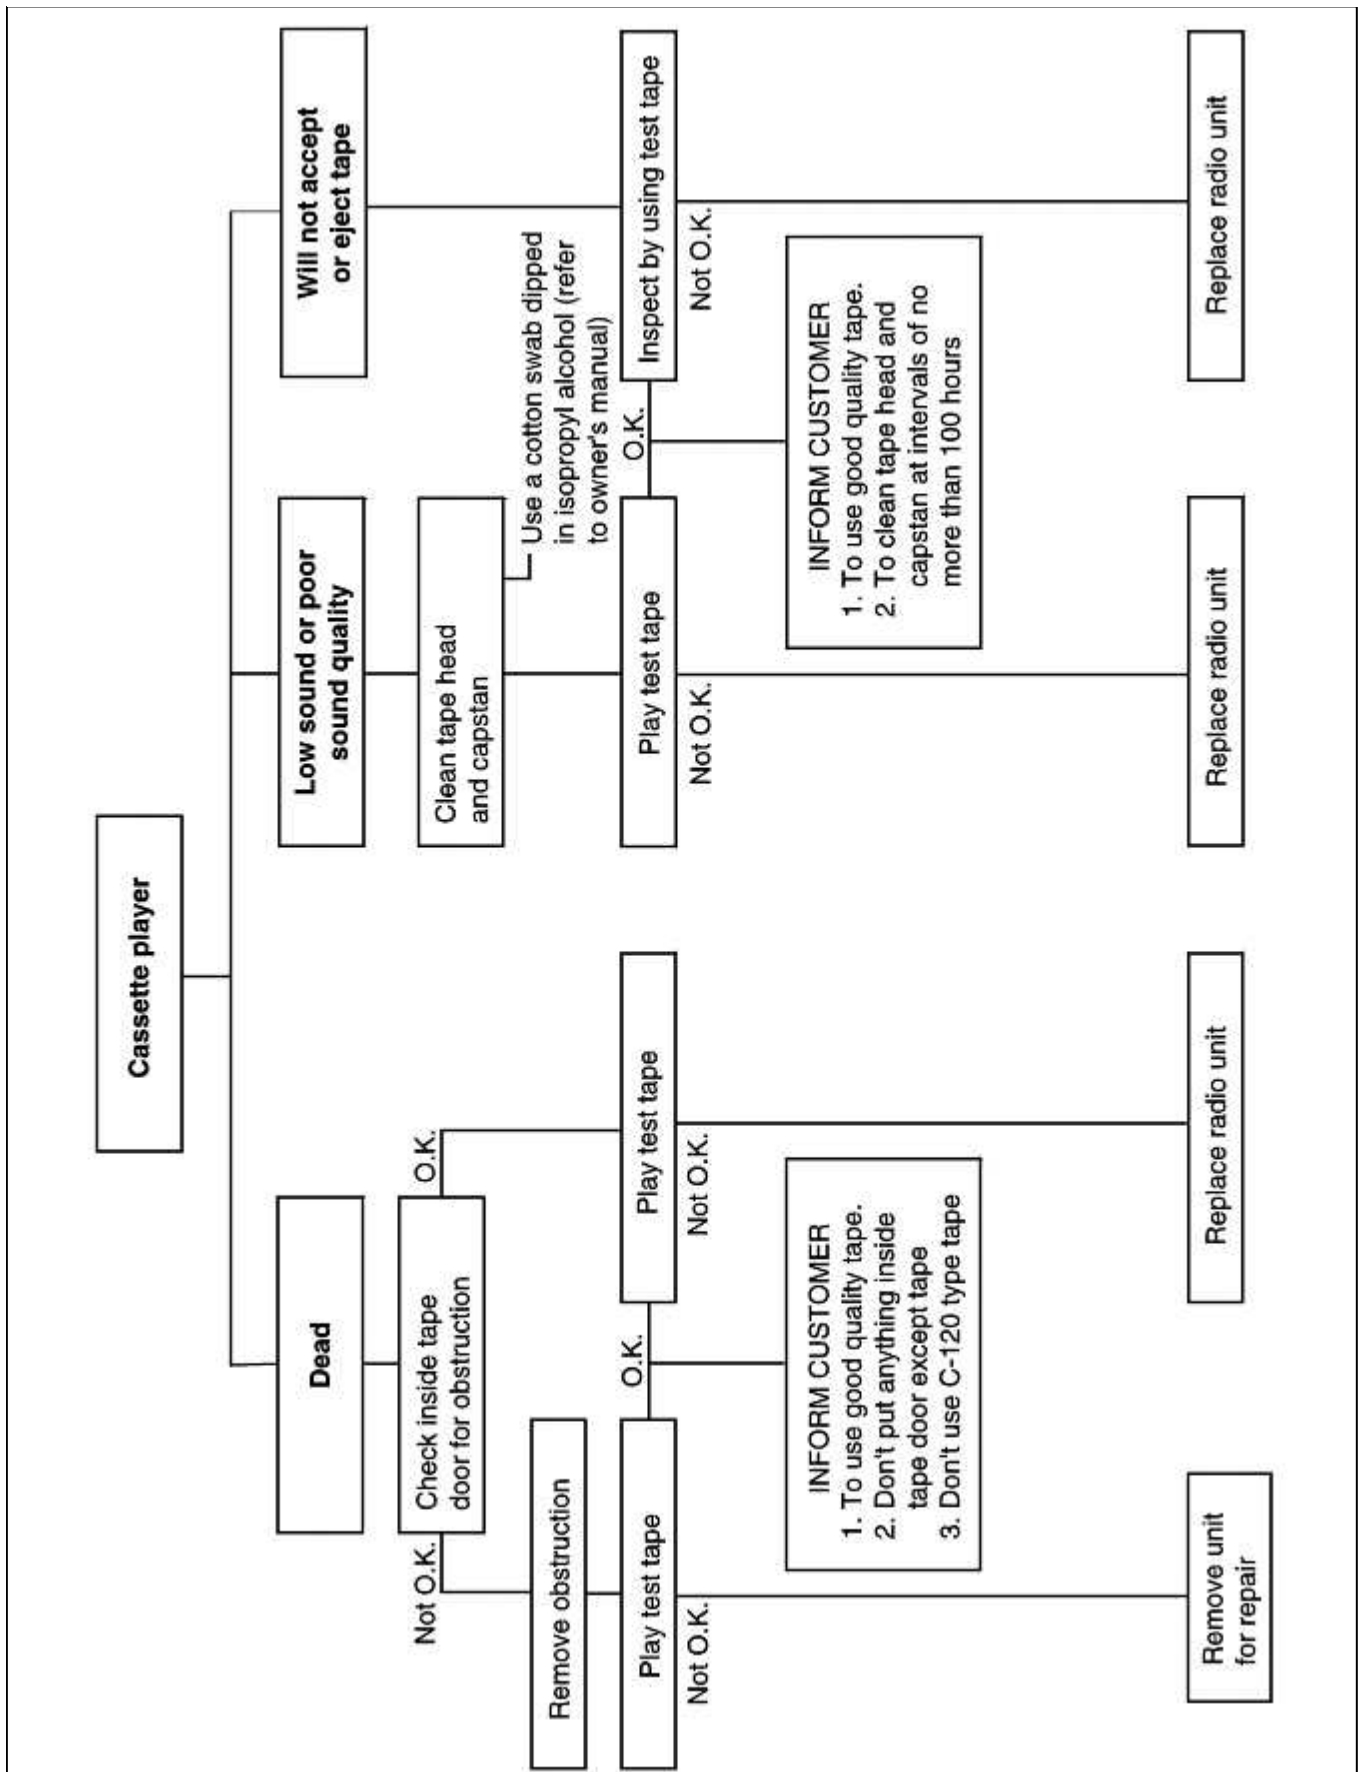 Cassette player
Dead
Low sound or poor
sound quality
Will not accept
or eject tape
Check inside tape
door for obstruction
Not O.K.
O.K.
Clean tape head
and capstan
Use a cotton swab dipped
in isopropyl alcohol (refer
to owner's manual)
Remove obstruction
Play test tape
O.K.
Play test tape
Play test tape
O.K.
Inspect by using test tape
Not O.K.
Not O.K.
Not O.K.
Not O.K.
INFORM CUSTOMER
1. To use good quality tape.
2. Don't put anything inside
tape door except tape
3. Don't use C-120 type tape
INFORM CUSTOMER
1. To use good quality tape.
2. To clean tape head and
capstan at intervals of no
more than 100 hours
Remove unit
for repair
Replace radio unit
Replace radio unit
Replace radio unit